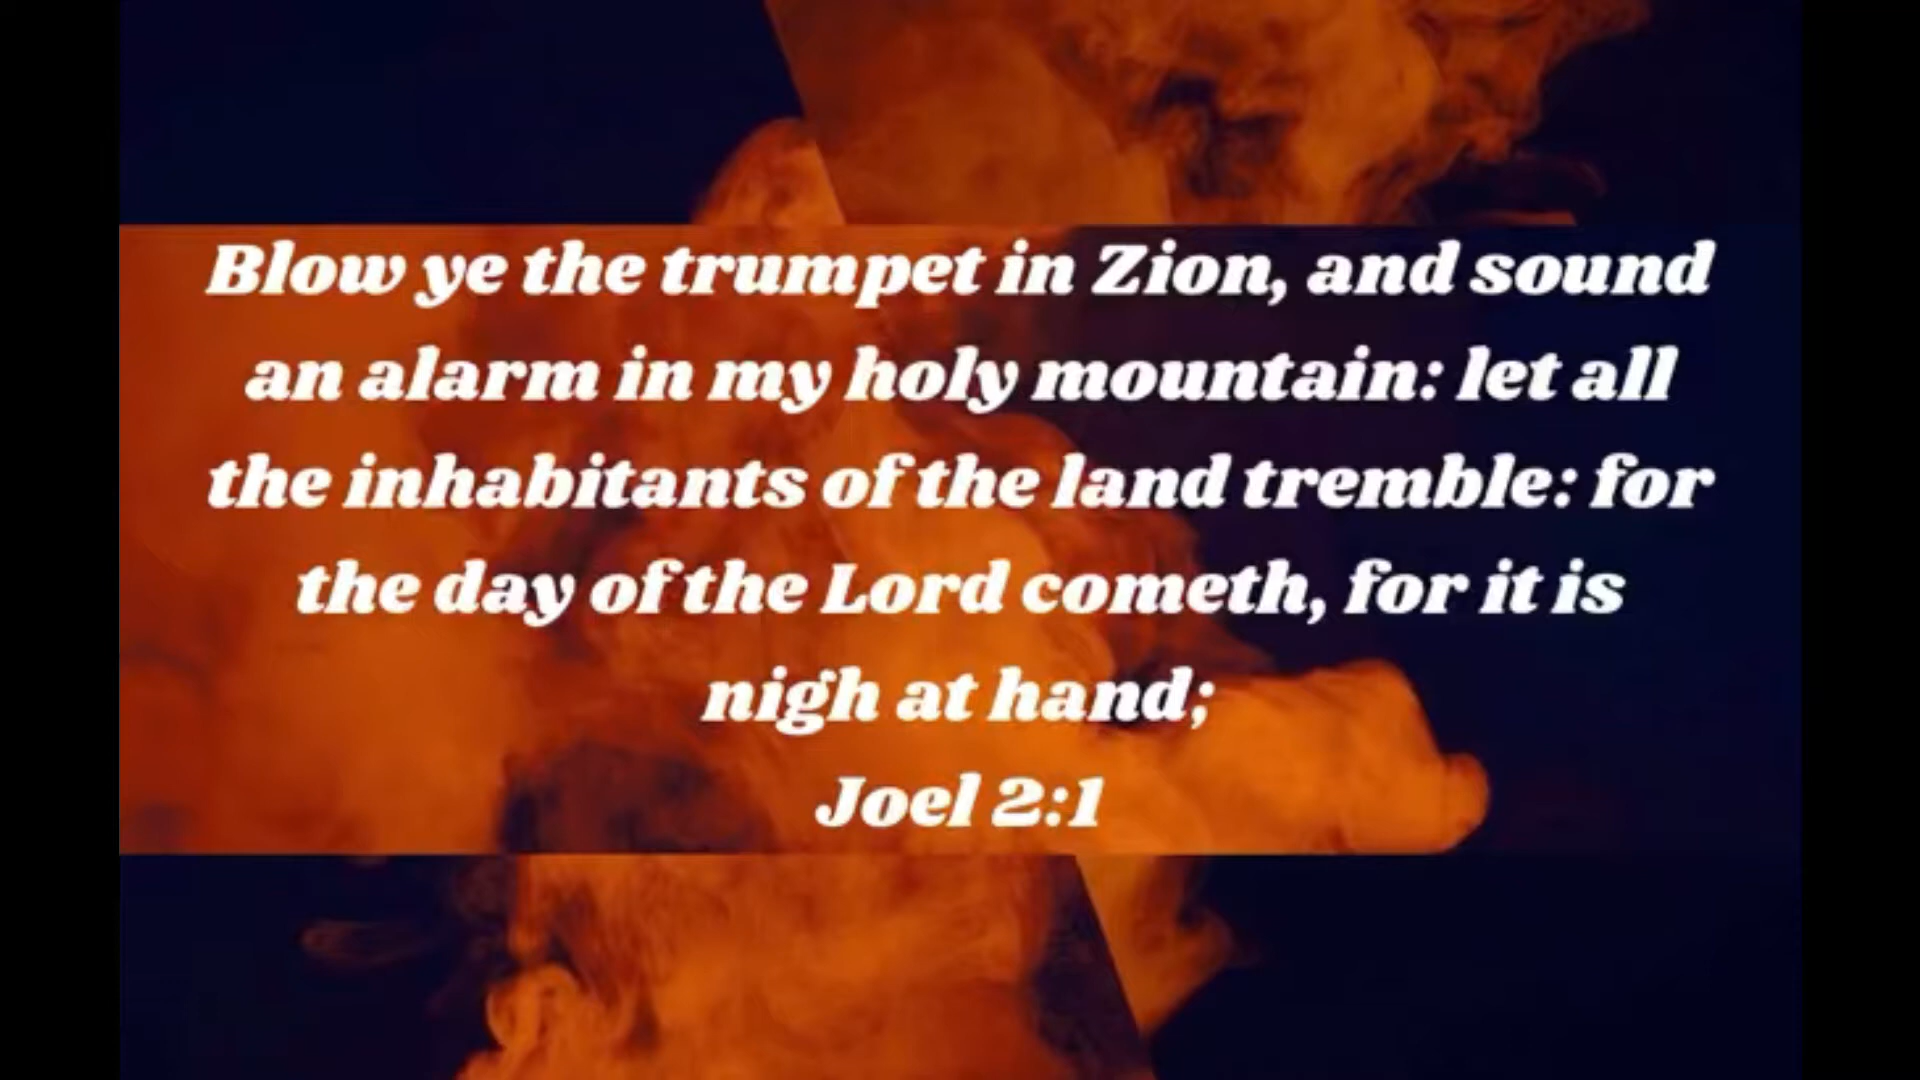 Blow ye the trumpet in Zion, and sound
an alarm in my holy mountain: let all
the inhabitants of the land tremble: for
the day of the Lord cometh, for it is
nigh at hand;
Joel 2:1